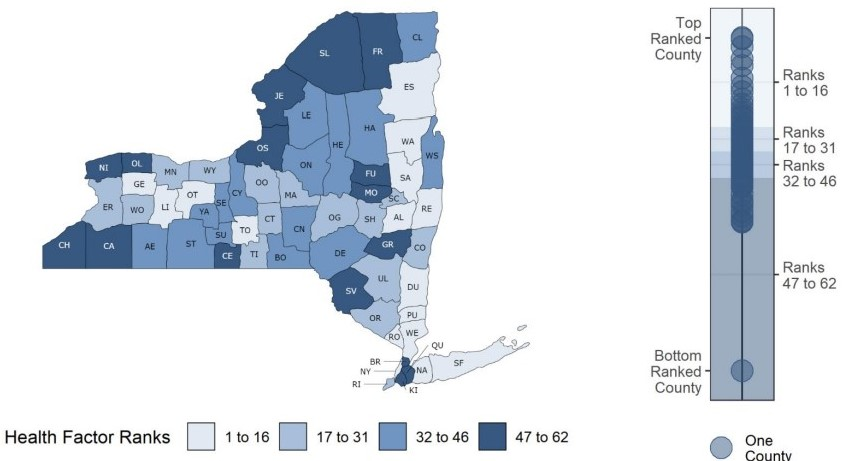 CL
SL
FR
ES
JE
LE
HE
HA
WA
OS
ON
WS
NI
OL
MN
WY
FU
GE
OO
MO
SA
ER
WO
LI
OT
SE
CY
MA
SC
YA
CT
OG
SH
AL
RE
CH
CA
AE
ST
SU
TO
CN
GR
CO
CE
TI
BO
DE
SV
UL
DU
OR
PU
RO
WE
QU
BR
NY
NA
SF
RI
KI
Health Factor Ranks
1 to 16
17 to 31
32 to 46
47 to 62
Top
Ranked
County
Ranks
1 to 16
Ranks
17 to 31
Ranks
32 to 46
Ranks
47 to 62
Bottom
Ranked
County
One
County